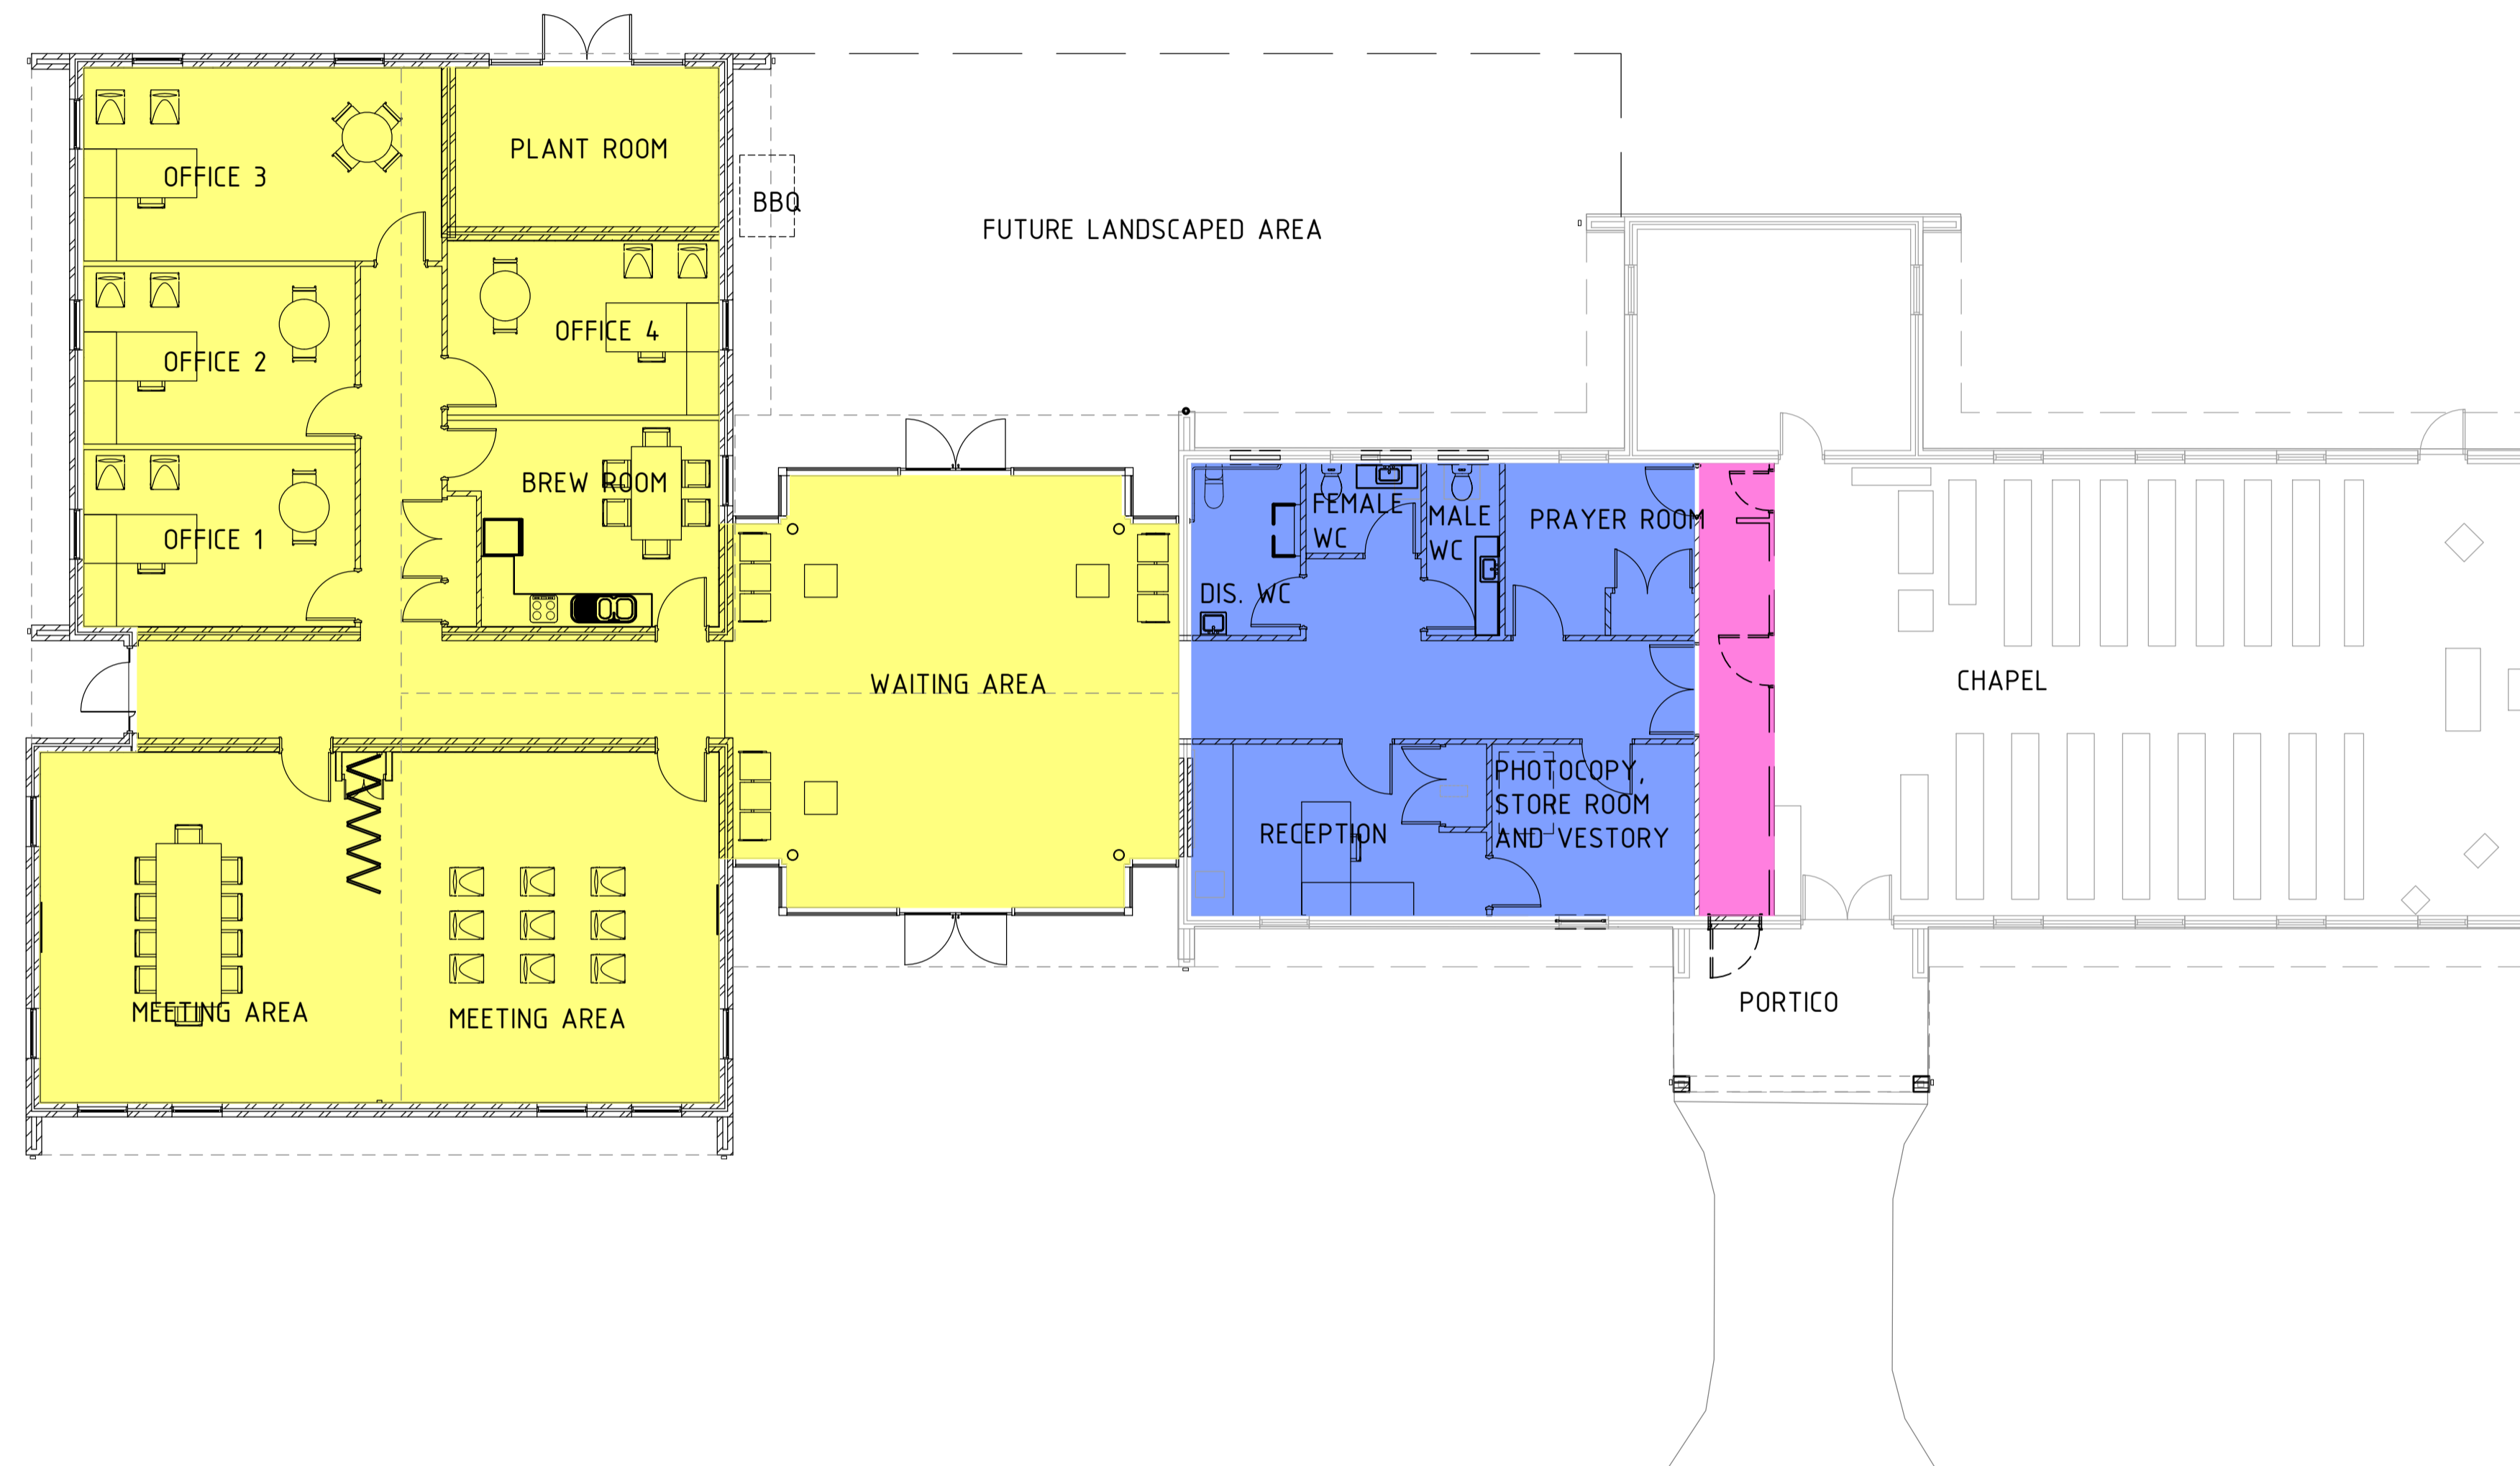 PLANT ROOM
OFFICE 3
BBQ
FUTURE LANDSCAPED AREA
OFFICE 4
OFFICE 2
BREW ROOM
OFFICE 1
FEMALE
WC
MALE
WC
PRAYER ROOM
DIS. WC
WAITING AREA
CHAPEL
PHOTOCOPY,
STORE ROOM
AND VESTORY
RECEPTION
MEETING AREA
MEETING AREA
PORTICO